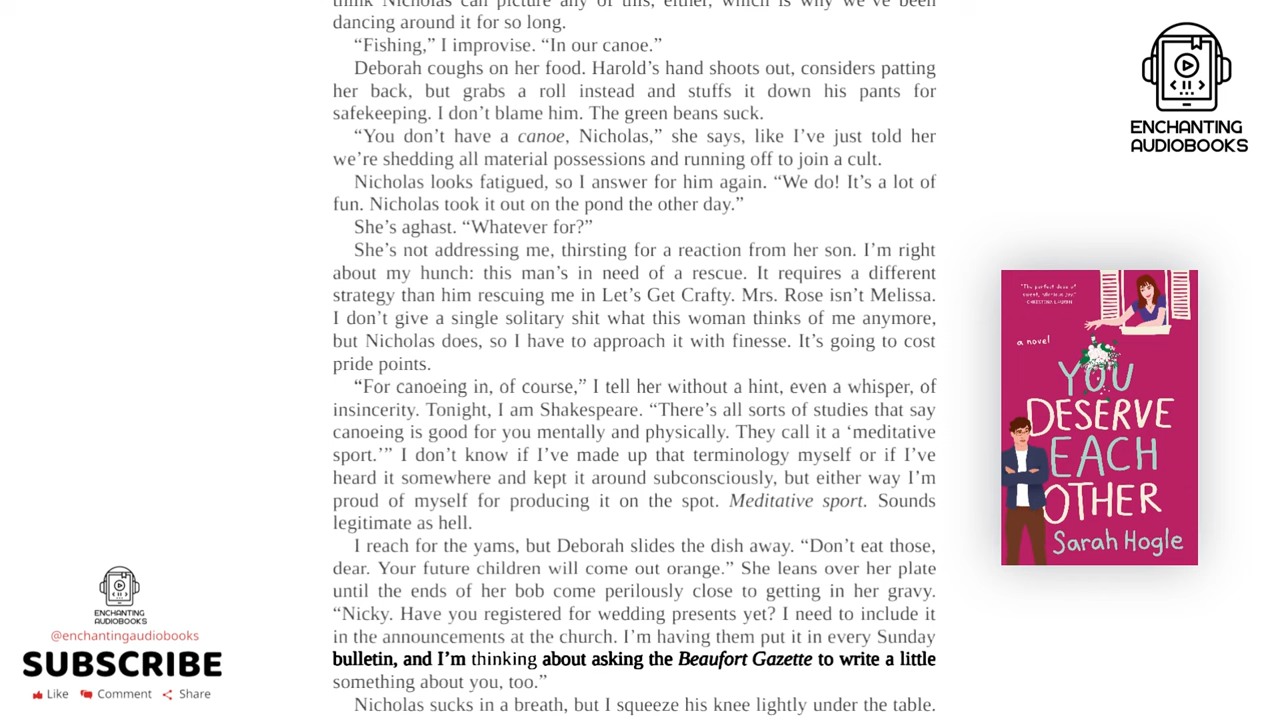 think Nicholas can picture any of this, either, which is why we've been
dancing around it for so long.
“Fishing,” I improvise. “In our canoe.”
Deborah coughs on her food. Harold’s hand shoots out, considers patting
her back, but grabs a roll instead and stuffs it down his pants for
safekeeping. I don’t blame him. The green beans suck.
“You don’t have a canoe, Nicholas,” she says, like I’ve just told her
we’re shedding all material possessions and running off to join a cult.
Nicholas looks fatigued, so I answer for him again. “We do! It’s a lot of
fun. Nicholas took it out on the pond the other day.”
She’s aghast. “Whatever for?”
She’s not addressing me, thirsting for a reaction from her son. I’m right
about my hunch: this man’s in need of a rescue. It requires a different
strategy than him rescuing me in Let’s Get Crafty. Mrs. Rose isn’t Melissa.
I don’t give a single solitary shit what this woman thinks of me anymore,
but Nicholas does, so I have to approach it with finesse. It’s going to cost
pride points.
“For canoeing in, of course,” I tell her without a hint, even a whisper, of
insincerity. Tonight, I am Shakespeare. “There’s all sorts of studies that say
canoeing is good for you mentally and physically. They call it a ‘meditative
sport.’” I don’t know if I’ve made up that terminology myself or if I’ve
heard it somewhere and kept it around subconsciously, but either way I’m
proud of myself for producing it on the spot. Meditative sport. Sounds
legitimate as hell.
I reach for the yams, but Deborah slides the dish away. “Don’t eat those,
dear. Your future children will come out orange.” She leans over her plate
until the ends of her bob come perilously close to getting in her gravy.
“Nicky. Have you registered for wedding presents yet? I need to include it
in the announcements at the church. I’m having them put it in every Sunday
bulletin, and I’m thinking about asking the Beaufort Gazette to write a little
something about you, too.”
Nicholas sucks in a breath, but I squeeze his knee lightly under the table.
ENCHANTING
AUDIOBOOKS
a novel
YOU
DESERVE
EACH
OTHER
Sarah Hogle
ENCHANTING
AUDIOBOOKS
@enchantingaudiobooks
SUBSCRIBE
Like Comment Share